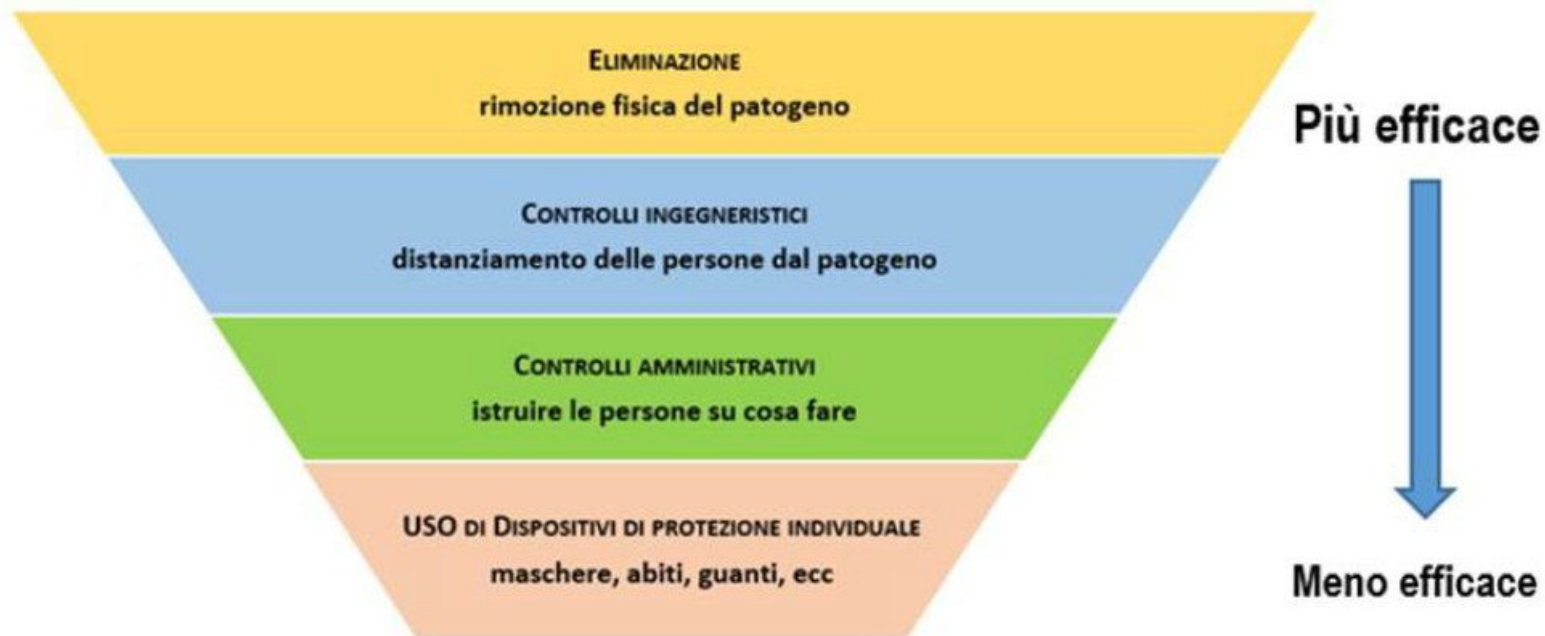 ELIMINAZIONE
rimozione fisica del patogeno
Più efficace
CONTROLLI INGEGNERISTICI
distanziamento delle persone dal patogeno
CONTROLLI AMMINISTRATIVI
istruire le persone su cosa fare
USO DI DISPOSITIVI DI PROTEZIONE INDIVIDUALE
maschere, abiti, guanti, ecc
Meno efficace